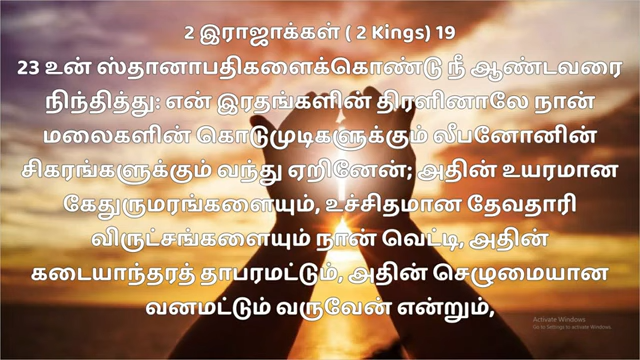 2 இராஜாக்கள் ( 2 Kings) 19
23 உன் ஸ்தானாபதிகளைக்கொண்டு நீ ஆண்டவரை
நிந்தித்து: என் இரதங்களின் திரளினாலே நான்
மலைகளின் கொடுமுடிகளுக்கும் லீபனோனின்
சிகரங்களுக்கும் வந்து ஏறினேன்; அதின் உயரமான
கேதுருமரங்களையும், உச்சிதமான தேவதாரி
விருட்சங்களையும் நான் வெட்டி, அதின்
கடையாந்தரத் தாபரமட்டும், அதின் செழுமையான
வனமட்டும் வருவேன் என்றும்,
Activate Windows
Go to Settings to activate Windows.